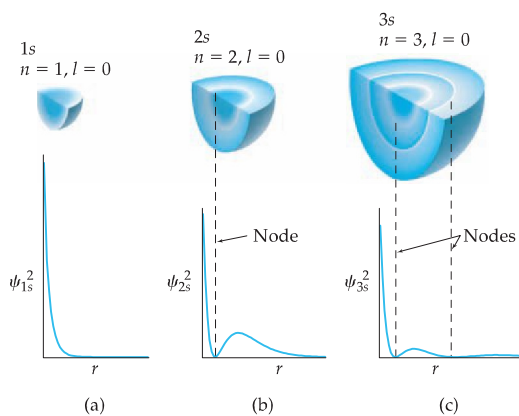 1s
n = 1, l = 0
2s
n = 2, l = 0
3s
n = 3, l = 0
Node
Nodes
ψ1s²
ψ2s²
ψ3s²
r
r
r
(a)
(b)
(c)